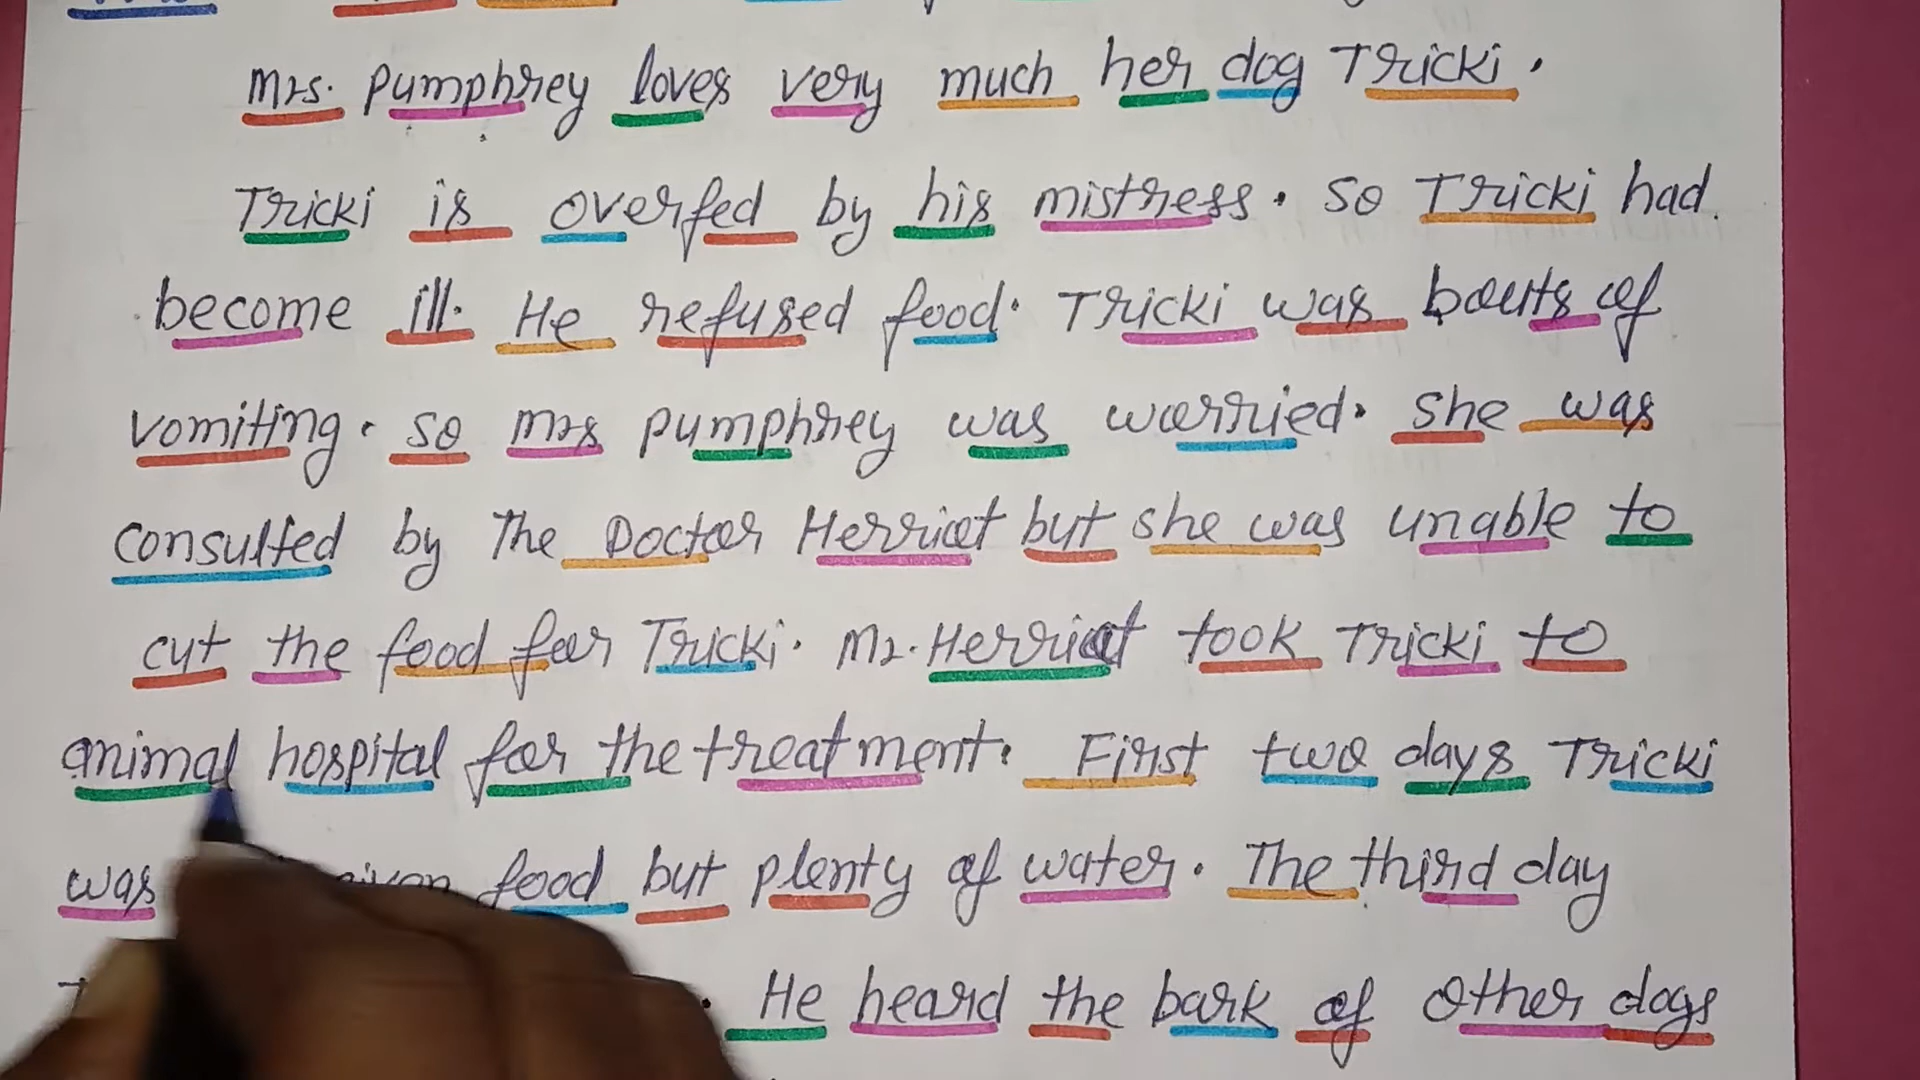 Mrs. Pumphrey loves very much her dog Tricki.
Tricki is overfed by his mistress. So Tricki had
become ill. He refused food. Tricki was bouts of
vomiting. So Mrs Pumphrey was worried. She was
consulted by The Doctor Herriot but she was unable to
cut the food for Tricki. Mr. Herriot took Tricki to
animal hospital for the treatment. First two days Tricki
was given food but plenty of water. The third day
He heard the bark of other dogs